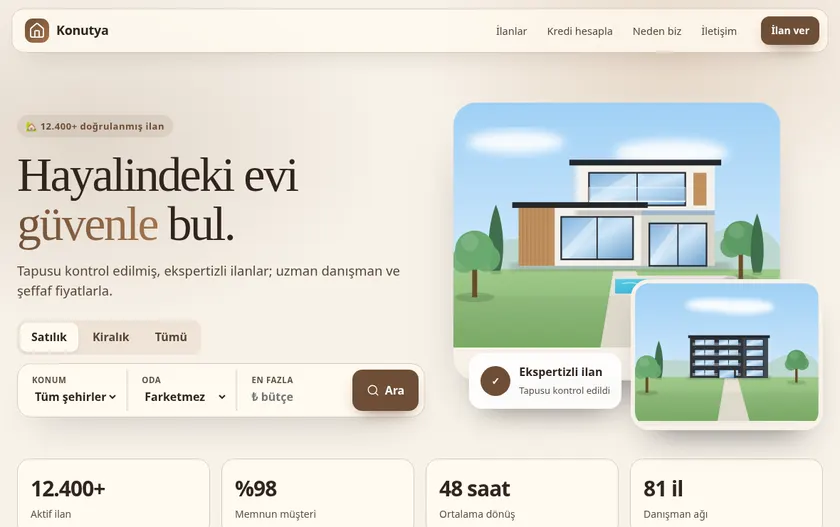 Konutya
İlanlar
Kredi hesapla
Neden biz
İletişim
İlan ver
🏡 12.400+ doğrulanmış ilan
Hayalindeki evi
güvenle bul.
Tapusu kontrol edilmiş, ekspertizli ilanlar; uzman danışman ve
şeffaf fiyatlarla.
Satılık
Kiralık
Tümü
KONUM
Tüm şehirler
ODA
Farketmez
EN FAZLA
₺ bütçe
Ara
✓
Ekspertizli ilan
Tapusu kontrol edildi
12.400+
Aktif ilan
%98
Memnun müşteri
48 saat
Ortalama dönüş
81 il
Danışman ağı